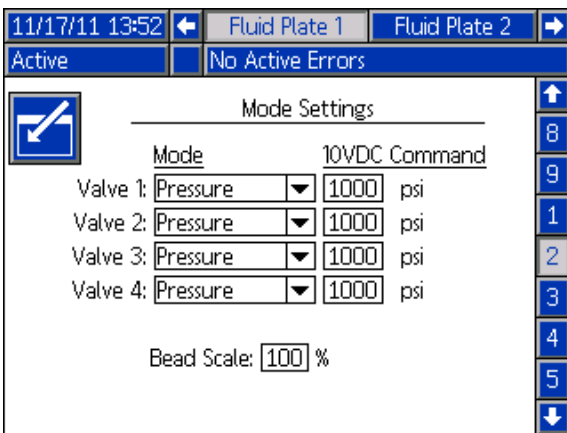 11/17/11 13:52 Fluid Plate 1 Fluid Plate 2
Active No Active Errors
Mode Settings
Mode 10VDC Command
Valve 1: Pressure 1000 psi
Valve 2: Pressure 1000 psi
Valve 3: Pressure 1000 psi
Valve 4: Pressure 1000 psi
Bead Scale: 100 %
8
9
1
2
3
4
5